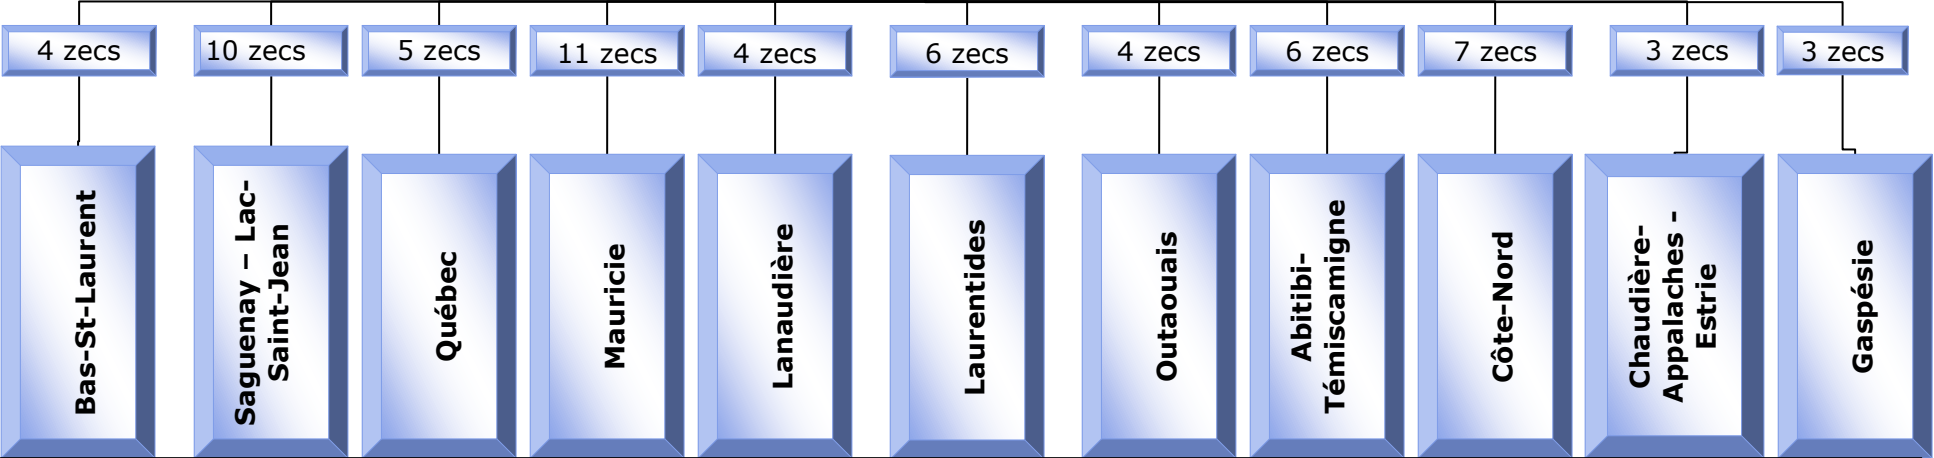 4 zecs
10 zecs
5 zecs
11 zecs
4 zecs
6 zecs
4 zecs
6 zecs
7 zecs
3 zecs
3 zecs
Bas-St-Laurent
Saguenay – Lac-
Saint-Jean
Québec
Mauricie
Lanaudière
Laurentides
Outaouais
Abitibi-
Témiscamigne
Côte-Nord
Chaudière-
Appalaches -
Estrie
Gaspésie